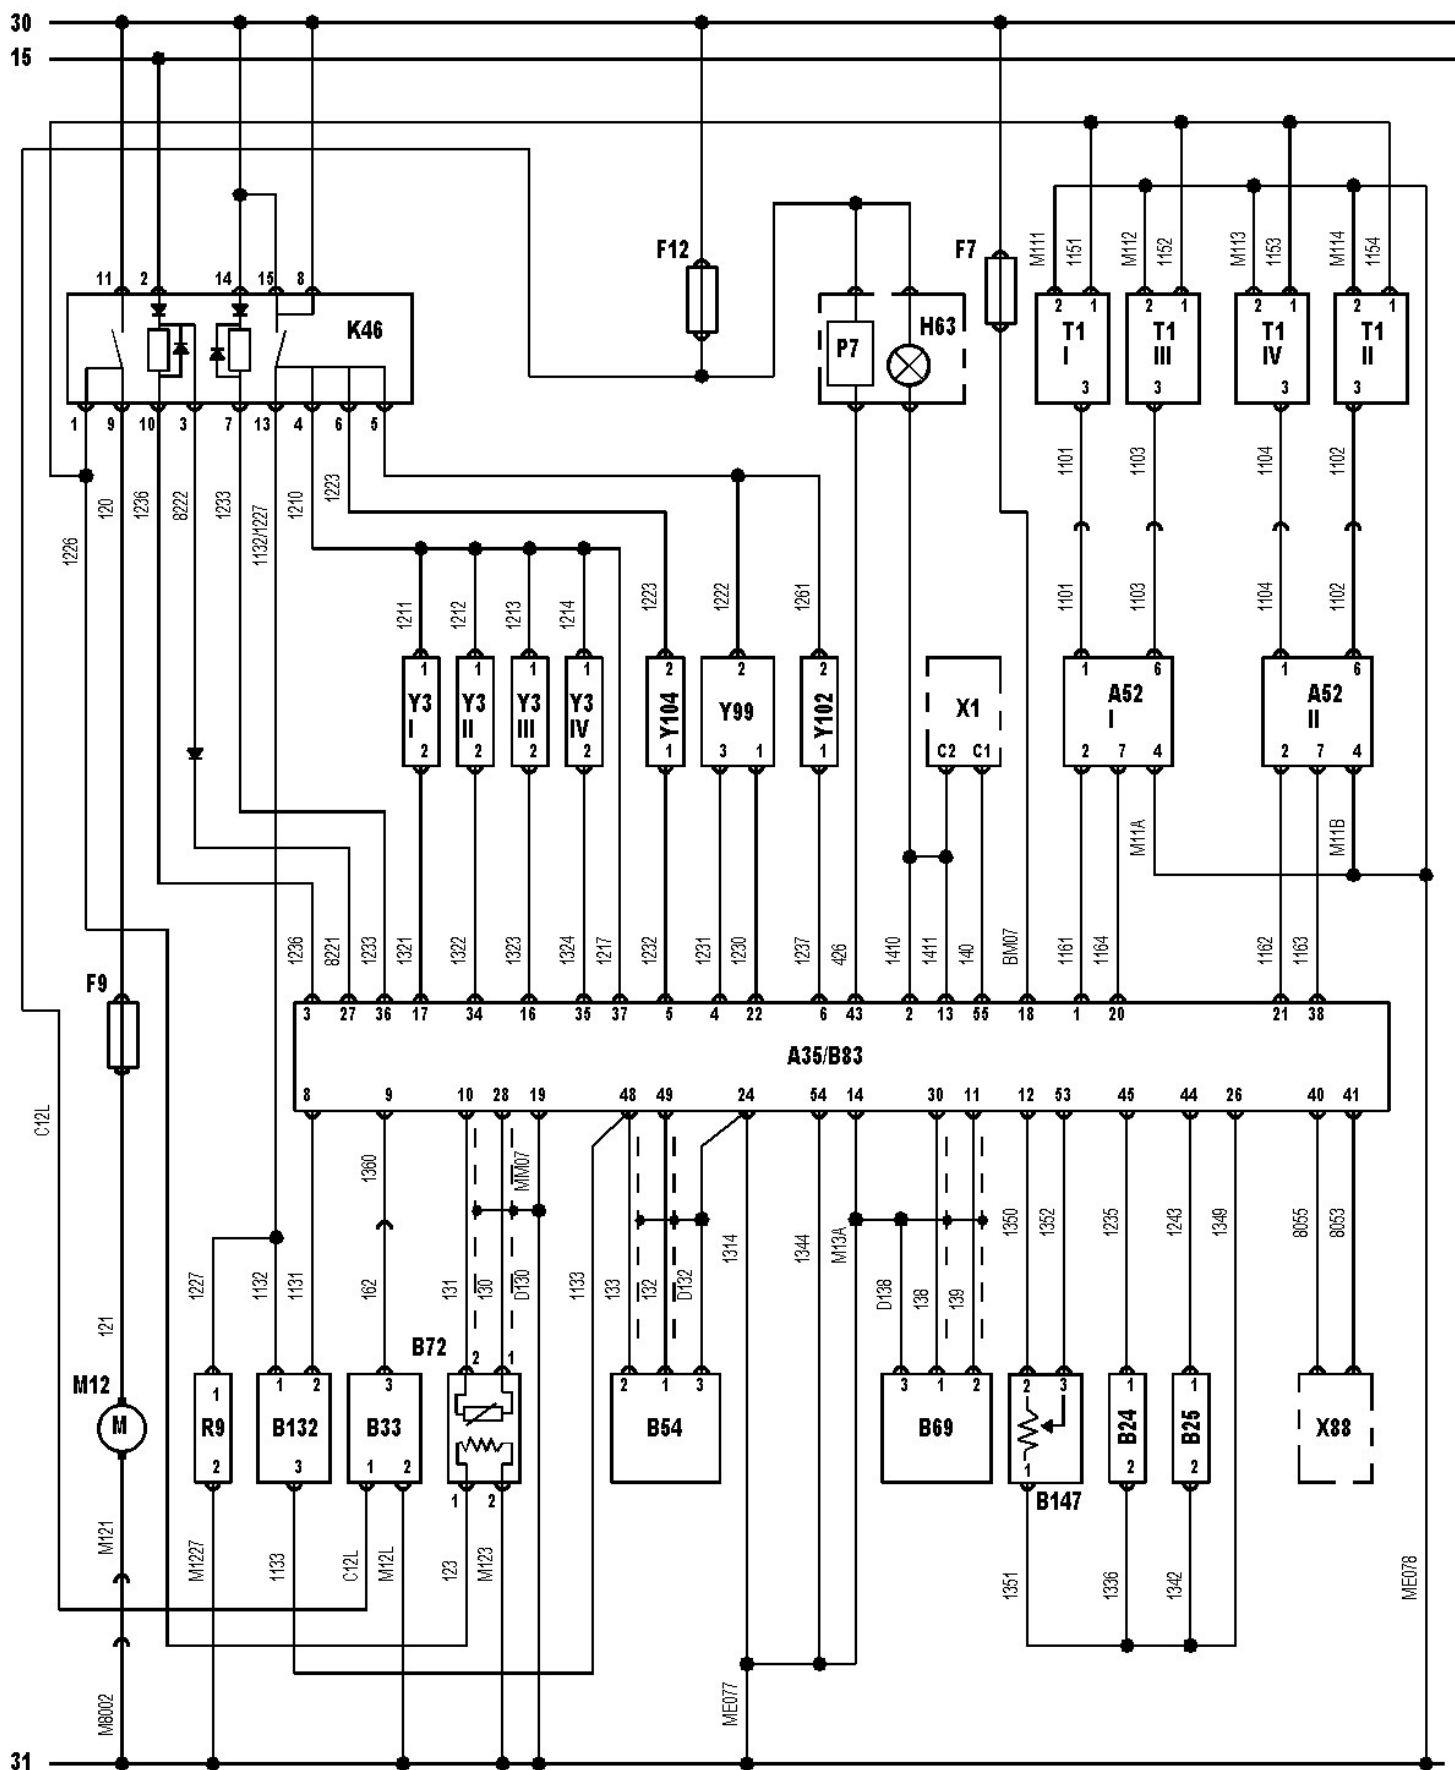 30
15
F12
F7
M111
1151
M112
1152
M113
1153
M114
1154
11 2 14 15 8
K46
P7
H63
2 1
T1
I
3
2 1
T1
III
3
2 1
T1
IV
3
2 1
T1
II
3
1 9 10 3 7 13 4 6 5
1226
120
1236
8222
1233
1132/1227
1210
1223
1101
1103
1104
1102
1211
1212
1213
1214
1223
1222
1261
1101
1103
1104
1102
1
Y3
I
2
1
Y3
II
2
1
Y3
III
2
1
Y3
IV
2
2
Y104
1
2
Y99
3 1
2
Y102
1
X1
C2 C1
1 6
A52
I
2 7 4
1 6
A52
II
2 7 4
M11A
M11B
1236
8221
1233
1321
1322
1323
1324
1217
1232
1231
1230
1237
426
1410
1411
140
BM07
1161
1164
1162
1163
F9
3 27 36 17 34 16 35 37 5 4 22 6 43 2 13 55 18 1 20 21 38
A35/B83
8 9 10 28 19 48 49 24 54 14 30 11 12 53 45 44 26 40 41
C12L
1360
MM07
1227
1132
1131
162
131
130
D130
1133
133
132
D132
1314
1344
M13A
D138
138
139
1350
1352
1235
1243
1349
8055
8053
121
M12
M
1
R9
2
1 2
B132
3
3
B33
1 2
B72
2 1
1 2
2 1 3
B54
3 1 2
B69
2 3
1
B147
1
B24
2
1
B25
2
X88
M121
M1227
1133
C12L
M12L
123
M123
1351
1336
1342
ME078
M8002
ME077
31